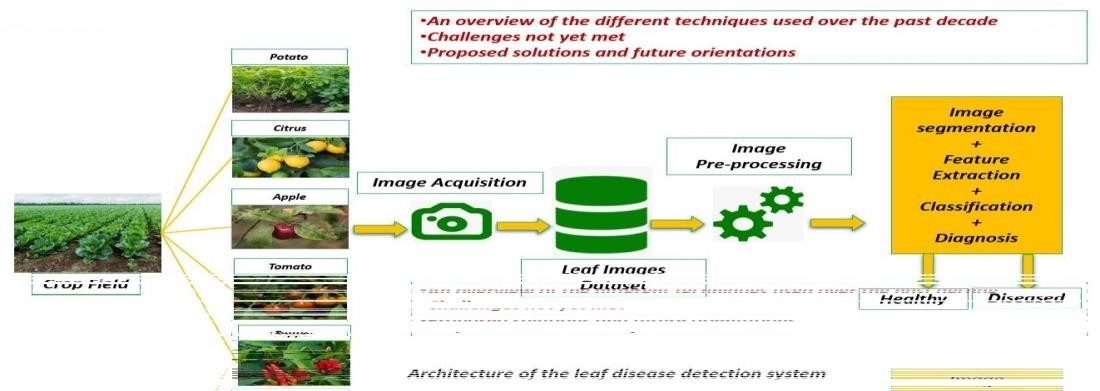 •An overview of the different techniques used over the past decade
•Challenges not yet met
•Proposed solutions and future orientations
Potato
Citrus
Apple
Tomato
Crop Field
Image Acquisition
Leaf Images
Dataset
Image
Pre-processing
Image
segmentation
+
Feature
Extraction
+
Classification
+
Diagnosis
Healthy
Diseased
Architecture of the leaf disease detection system